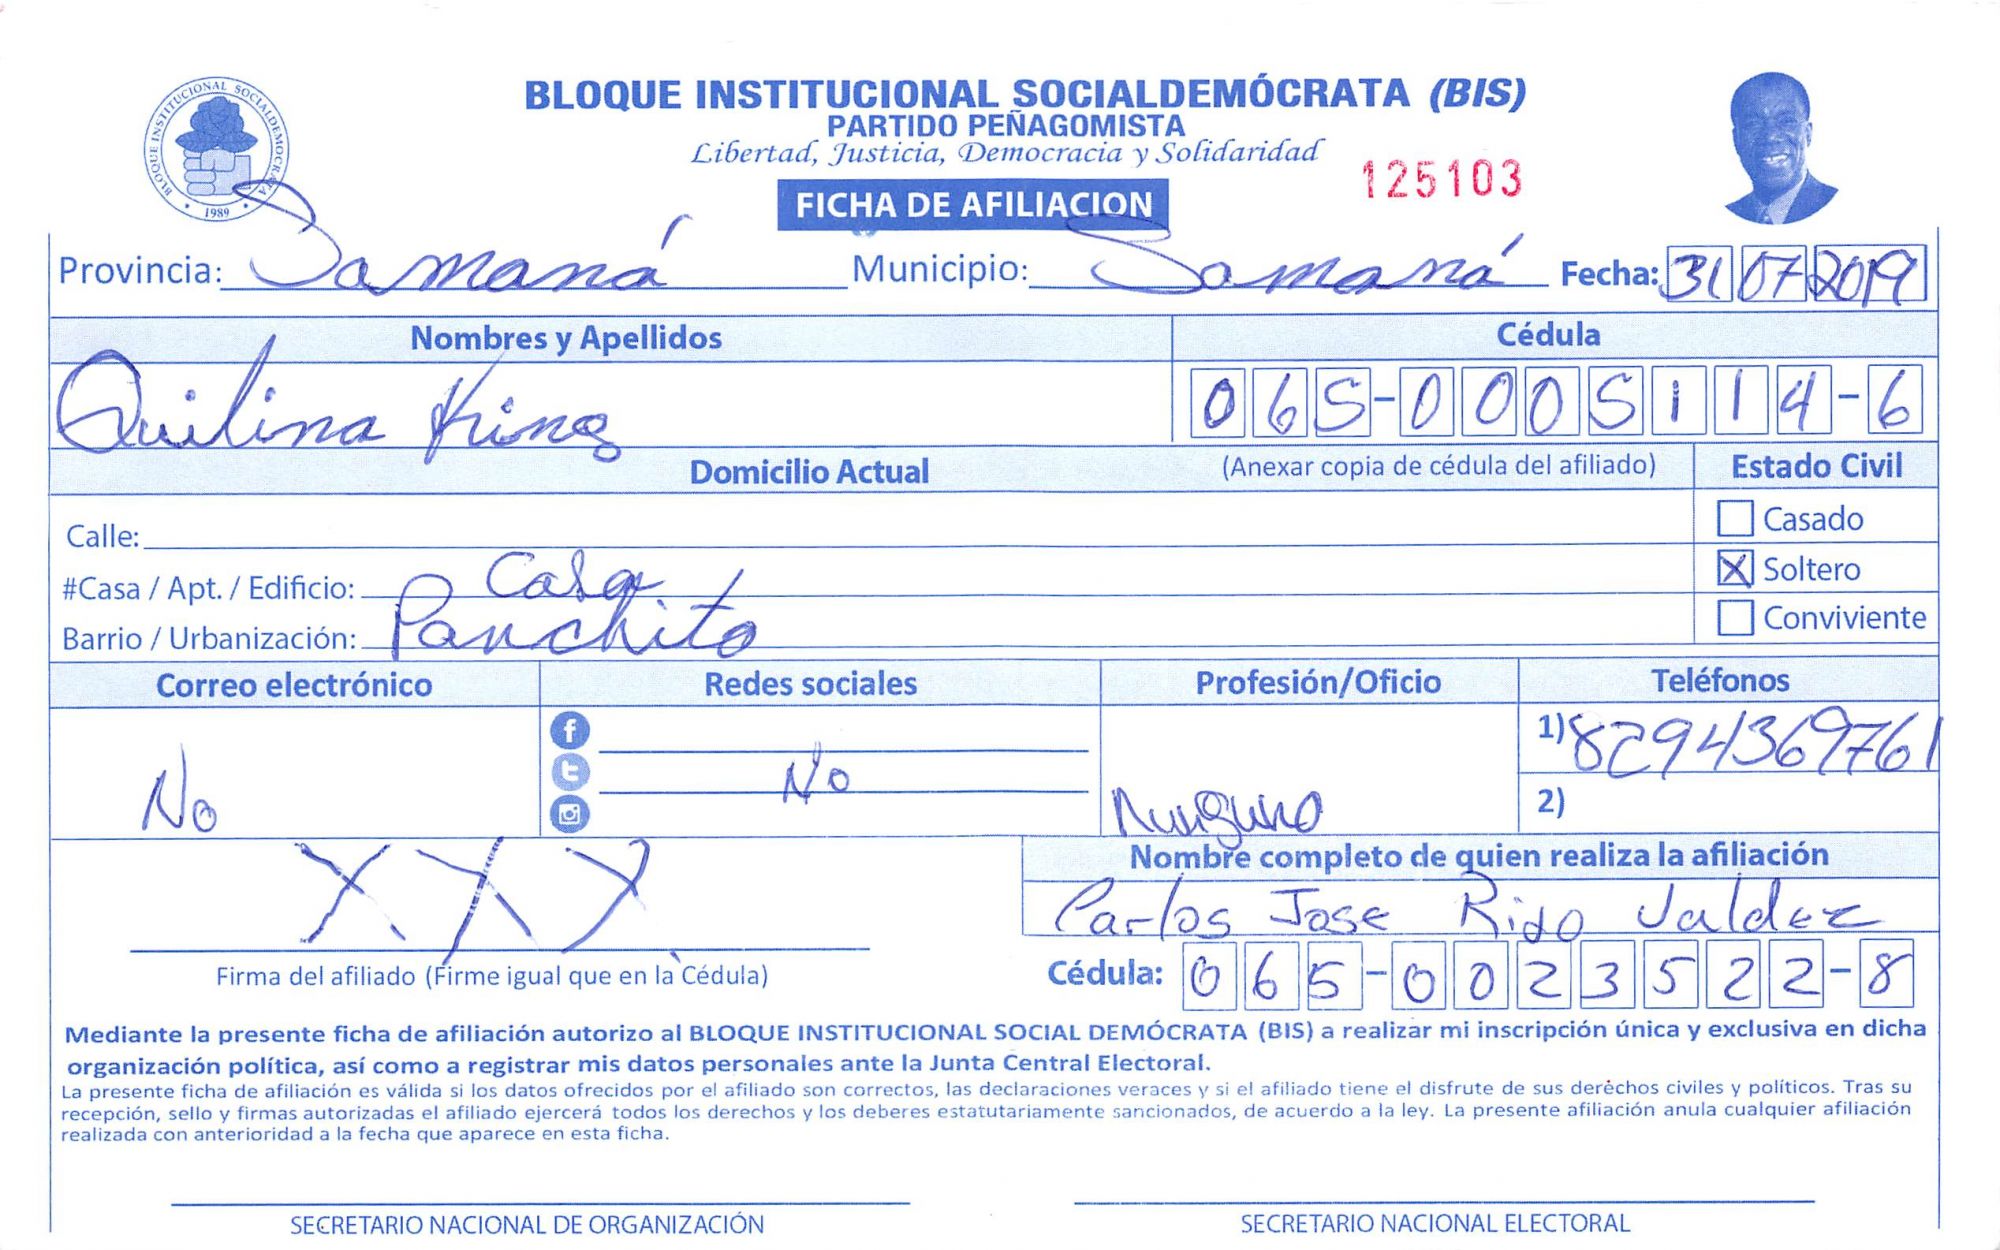 BLOQUE INSTITUCIONAL SOCIALDEMÓCRATA • 1989 •
BLOQUE INSTITUCIONAL SOCIALDEMÓCRATA (BIS)
PARTIDO PEÑAGOMISTA
Libertad, Justicia, Democracia y Solidaridad
125103
FICHA DE AFILIACION
Provincia: Samaná Municipio: Samaná Fecha: 31 07 2019
Nombres y Apellidos Cédula
Quilina King 065-0005114-6
Domicilio Actual (Anexar copia de cédula del afiliado) Estado Civil
Calle: Casado
#Casa / Apt. / Edificio: Casa X Soltero
Barrio / Urbanización: Panchito Conviviente
Correo electrónico Redes sociales Profesión/Oficio Teléfonos
No No Ninguno 1) 8294369761
2)
XXX
Firma del afiliado (Firme igual que en la Cédula)
Nombre completo de quien realiza la afiliación
Carlos Jose Rijo Valdez
Cédula: 065-0023522-8
Mediante la presente ficha de afiliación autorizo al BLOQUE INSTITUCIONAL SOCIAL DEMÓCRATA (BIS) a realizar mi inscripción única y exclusiva en dicha
organización política, así como a registrar mis datos personales ante la Junta Central Electoral.
La presente ficha de afiliación es válida si los datos ofrecidos por el afiliado son correctos, las declaraciones veraces y si el afiliado tiene el disfrute de sus derechos civiles y políticos. Tras su
recepción, sello y firmas autorizadas el afiliado ejercerá todos los derechos y los deberes estatutariamente sancionados, de acuerdo a la ley. La presente afiliación anula cualquier afiliación
realizada con anterioridad a la fecha que aparece en esta ficha.
SECRETARIO NACIONAL DE ORGANIZACIÓN SECRETARIO NACIONAL ELECTORAL